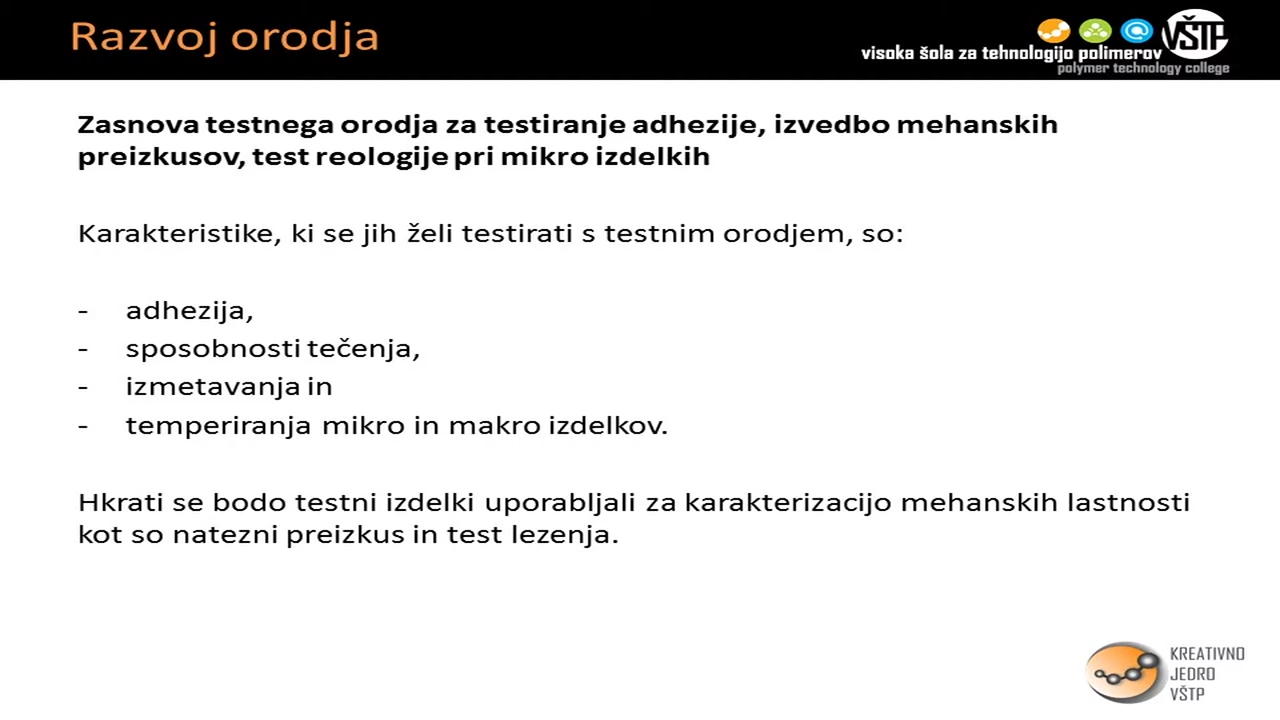 Razvoj orodja
VŠTP
visoka šola za tehnologijo polimerov
polymer technology college
Zasnova testnega orodja za testiranje adhezije, izvedbo mehanskih
preizkusov, test reologije pri mikro izdelkih
Karakteristike, ki se jih želi testirati s testnim orodjem, so:
- adhezija,
- sposobnosti tečenja,
- izmetavanja in
- temperiranja mikro in makro izdelkov.
Hkrati se bodo testni izdelki uporabljali za karakterizacijo mehanskih lastnosti
kot so natezni preizkus in test lezenja.
KREATIVNO
JEDRO
VŠTP